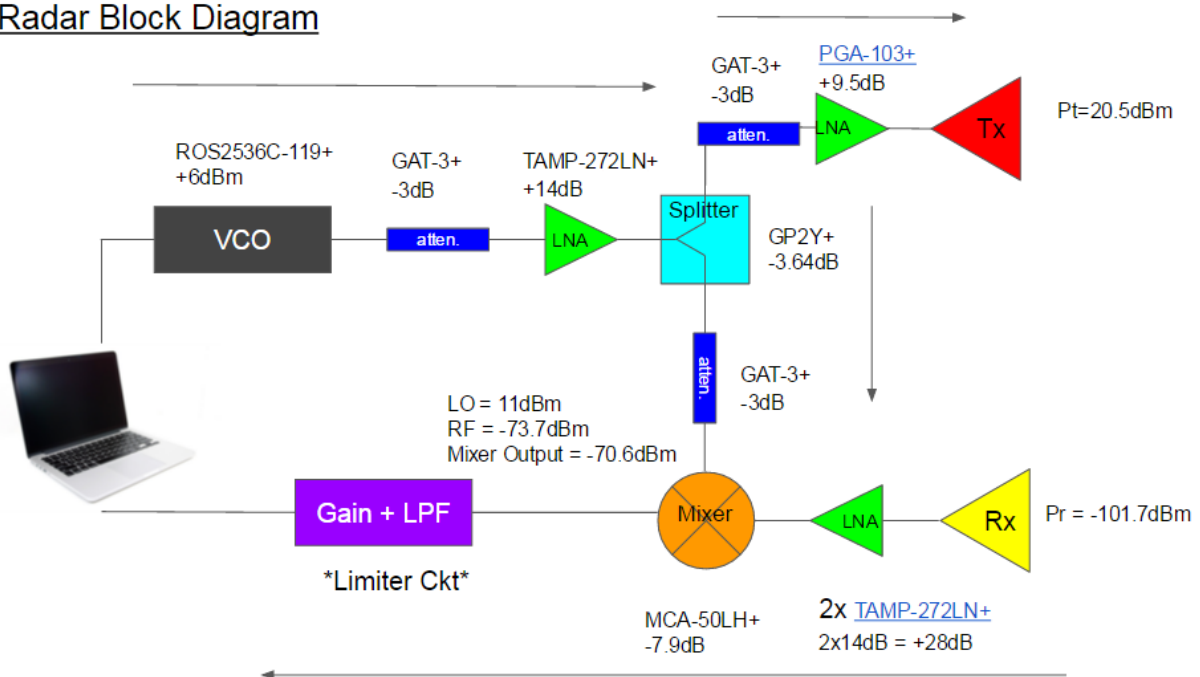 Radar Block Diagram
GAT-3+
-3dB
PGA-103+
+9.5dB
LNA
atten.
Tx
Pt=20.5dBm
ROS2536C-119+
+6dBm
GAT-3+
-3dB
TAMP-272LN+
+14dB
VCO
atten.
LNA
Splitter
GP2Y+
-3.64dB
atten.
GAT-3+
-3dB
LO = 11dBm
RF = -73.7dBm
Mixer Output = -70.6dBm
Gain + LPF
Mixer
LNA
Rx
Pr = -101.7dBm
*Limiter Ckt*
MCA-50LH+
-7.9dB
2x TAMP-272LN+
2x14dB = +28dB